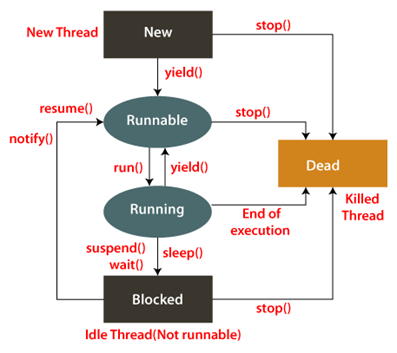 New Thread
New
stop()
yield()
resume()
Runnable
stop()
notify()
run()
yield()
Dead
Running
End of
execution
Killed
Thread
suspend()
wait()
sleep()
Blocked
stop()
Idle Thread(Not runnable)